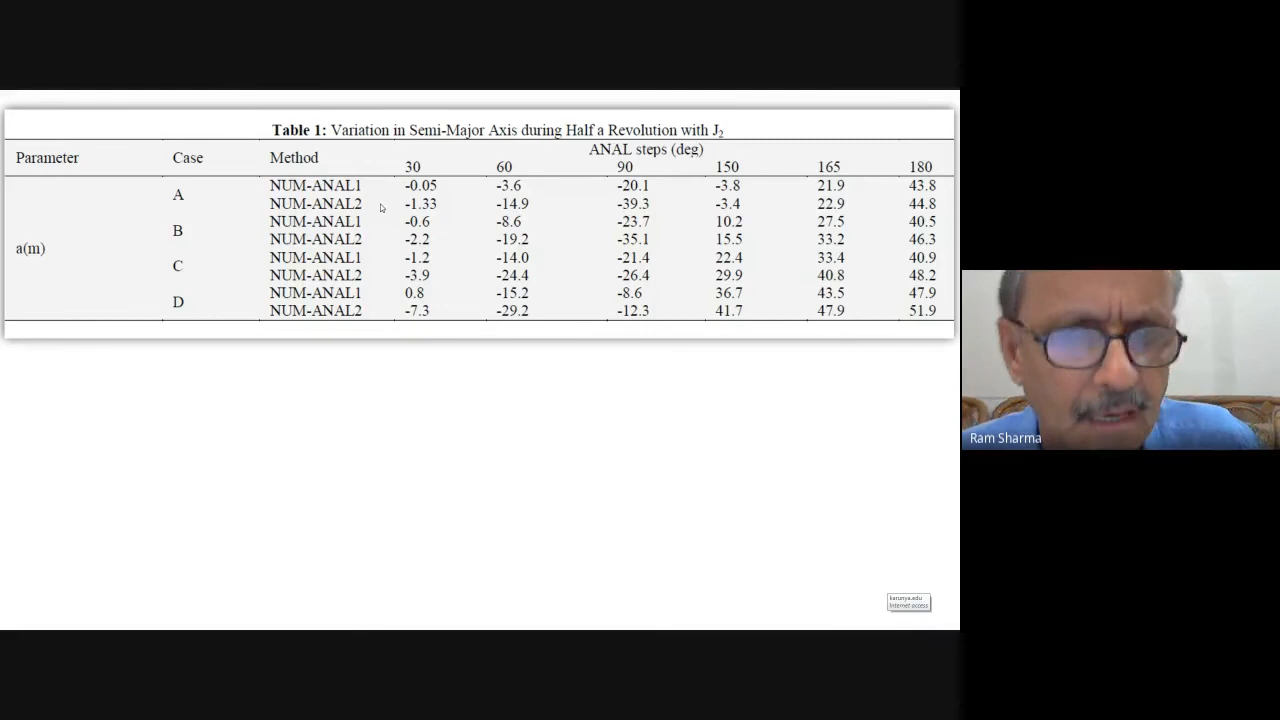 Table 1: Variation in Semi-Major Axis during Half a Revolution with J2
Parameter Case Method ANAL steps (deg)
30 60 90 150 165 180
a(m)
A NUM-ANAL1 -0.05 -3.6 -20.1 -3.8 21.9 43.8
NUM-ANAL2 -1.33 -14.9 -39.3 -3.4 22.9 44.8
B NUM-ANAL1 -0.6 -8.6 -23.7 10.2 27.5 40.5
NUM-ANAL2 -2.2 -19.2 -35.1 15.5 33.2 46.3
C NUM-ANAL1 -1.2 -14.0 -21.4 22.4 33.4 40.9
NUM-ANAL2 -3.9 -24.4 -26.4 29.9 40.8 48.2
D NUM-ANAL1 0.8 -15.2 -8.6 36.7 43.5 47.9
NUM-ANAL2 -7.3 -29.2 -12.3 41.7 47.9 51.9
Ram Sharma
karunya.edu
Internet access